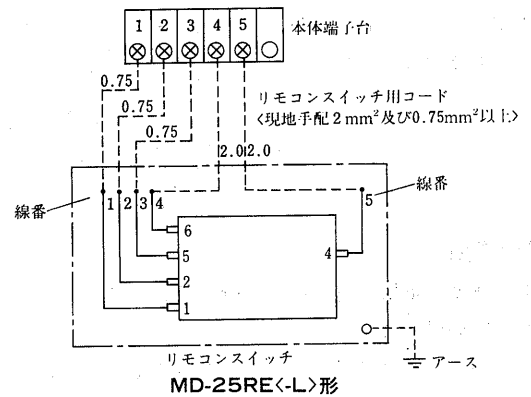 1 2 3 4 5 本体端子台
0.75
0.75
0.75
リモコンスイッチ用コード
〈現地手配2mm²及び0.75mm²以上〉
2.0 2.0
線番 1 2 3 4
5 線番
6
5
4
2
1
リモコンスイッチ
アース
MD-25RE〈-L〉形